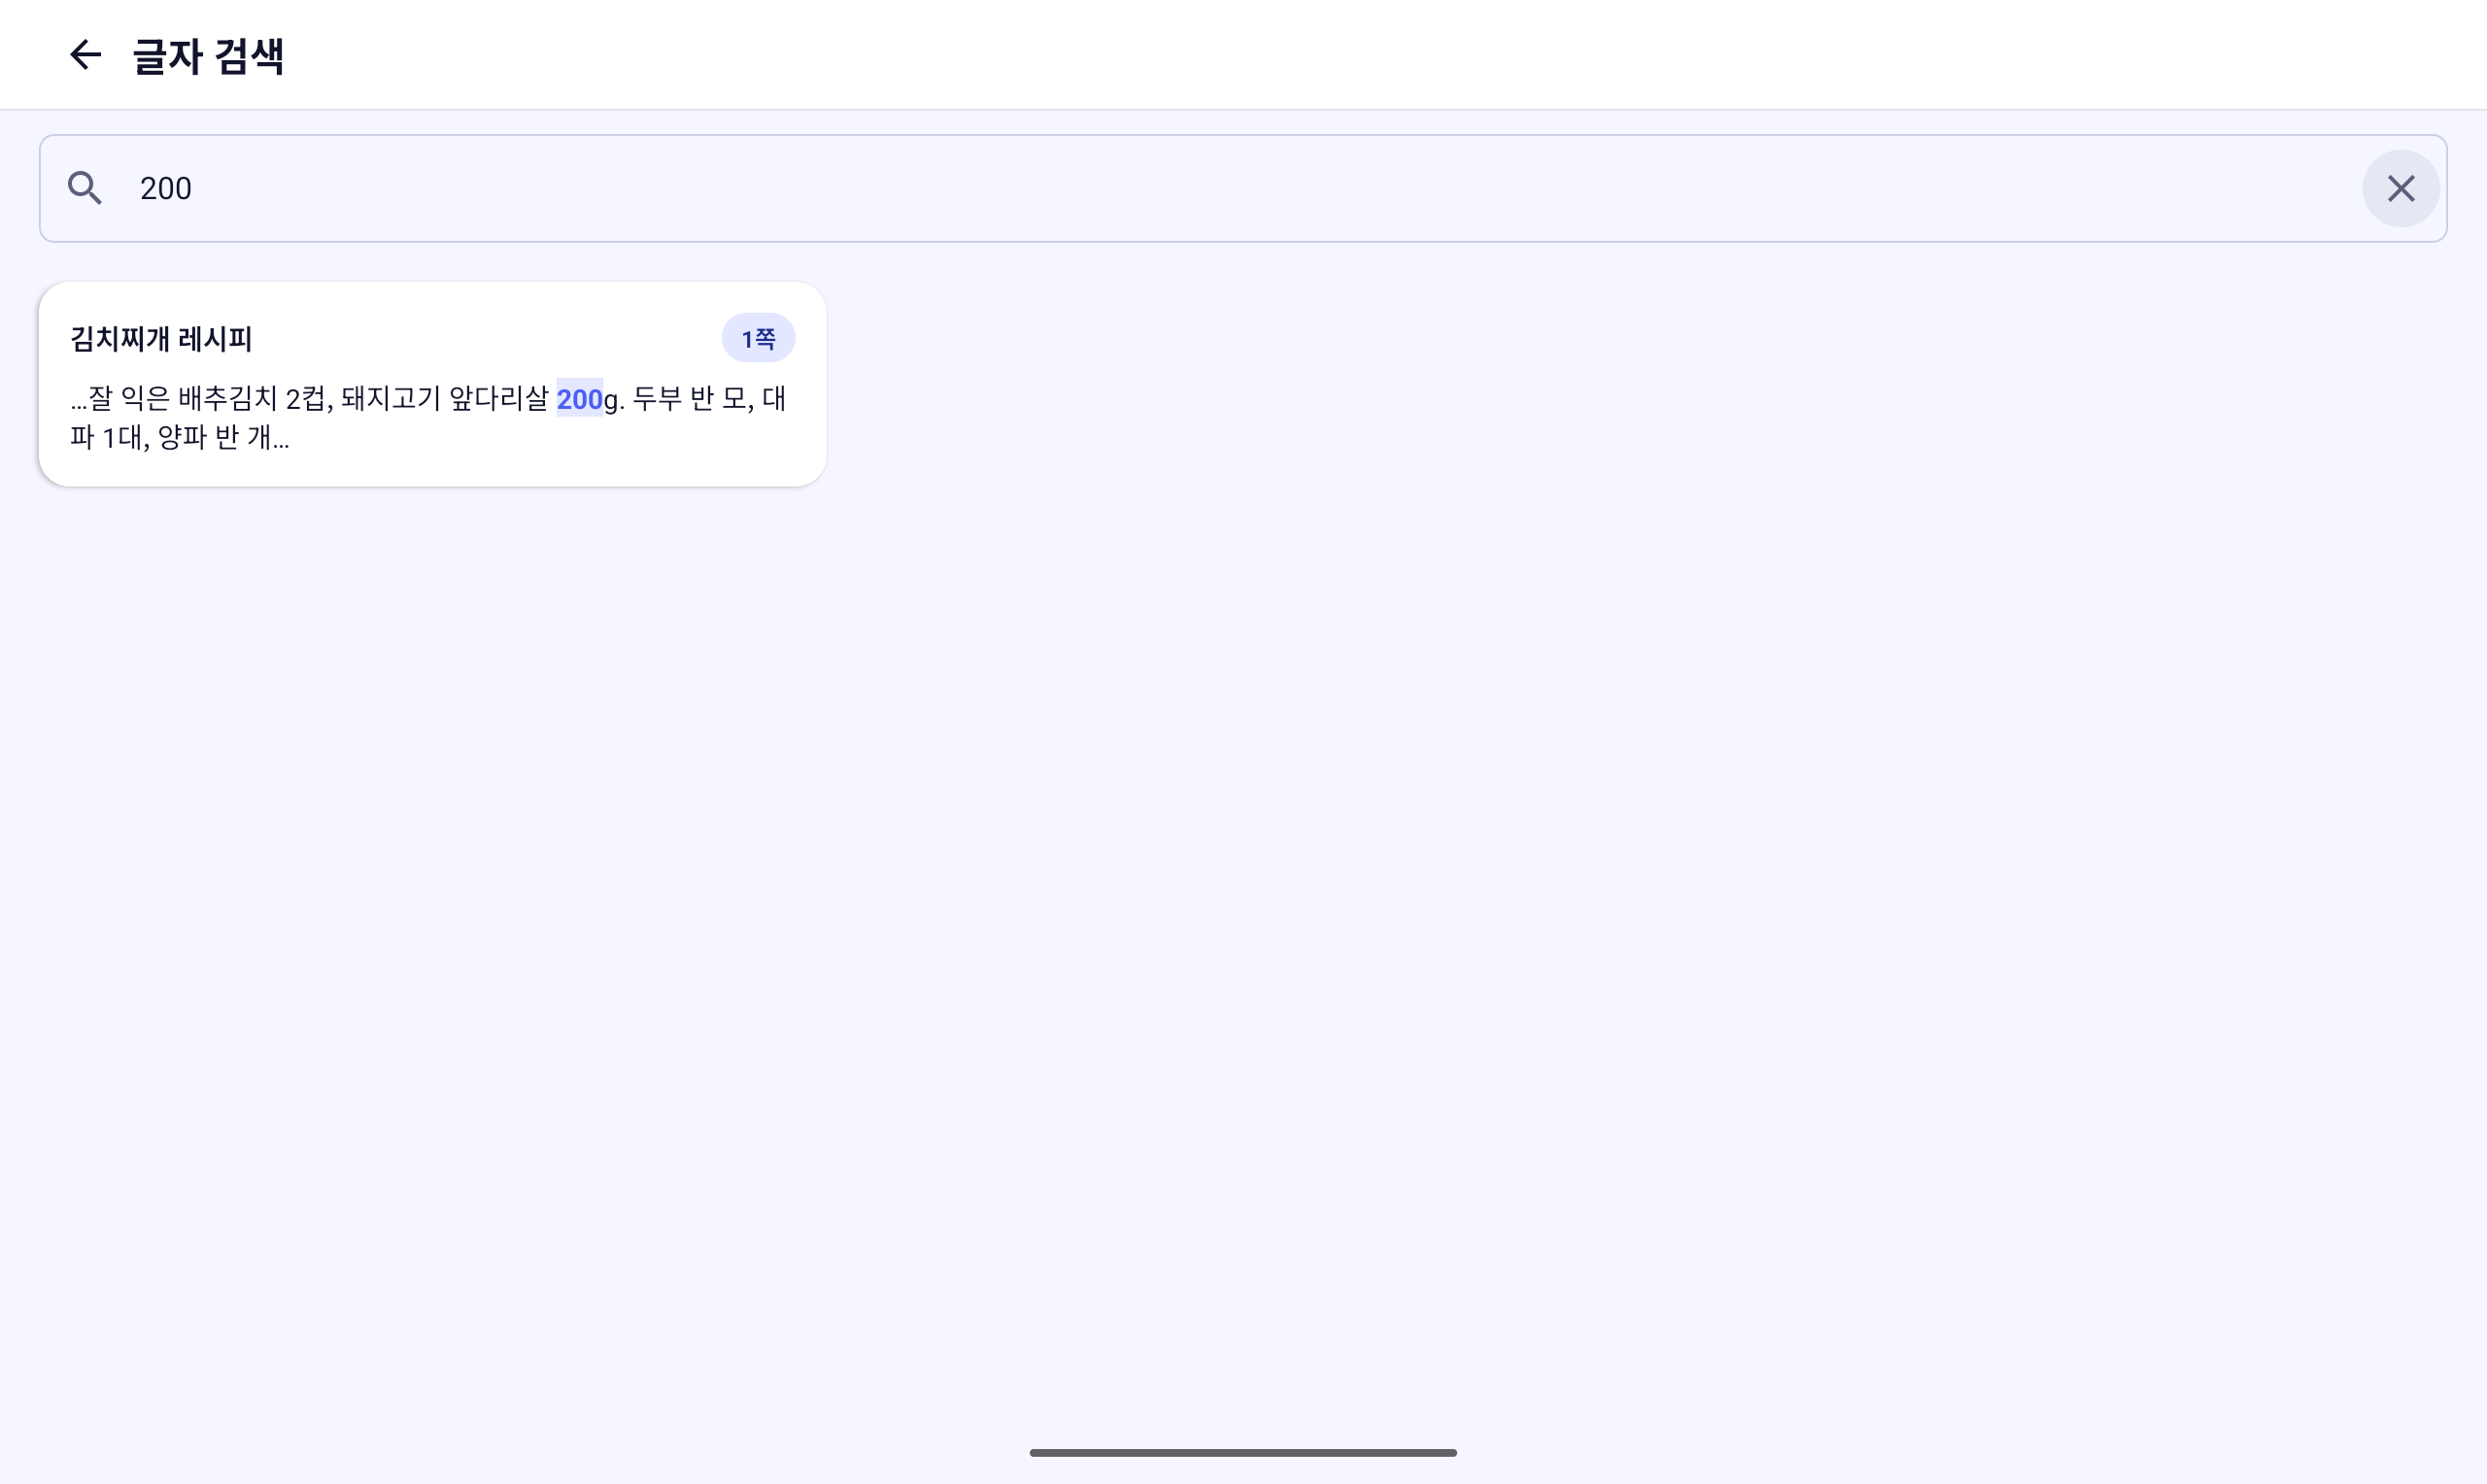 글자 검색
200
김치찌개 레시피
1쪽
...잘 익은 배추김치 2컵, 돼지고기 앞다리살 200g. 두부 반 모, 대
파 1대, 양파 반 개...